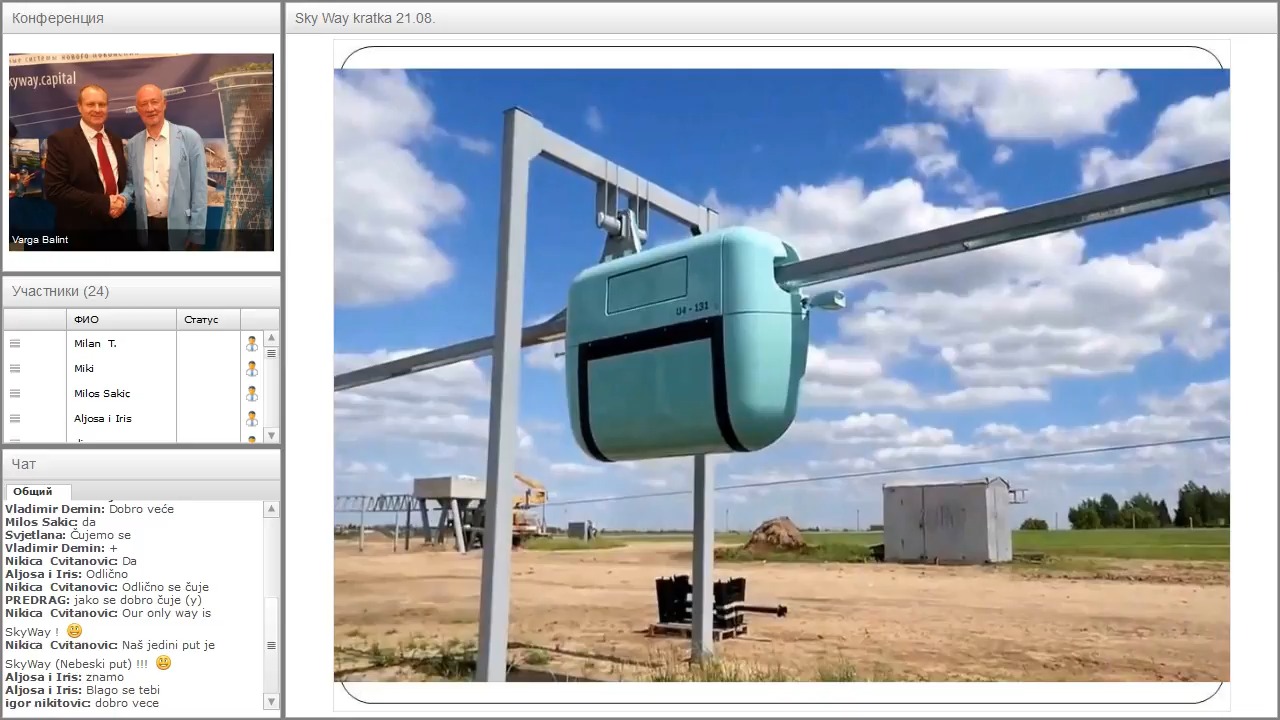 Конференция
Sky Way kratka 21.08.
kyway.capital
Varga Balint
U4 - 131
Участники (24)
ФИО Статус
Milan T.
Miki
Milos Sakic
Aljosa i Iris
Чат
Общий
Vladimir Demin: Dobro veće
Milos Sakic: da
Svjetlana: Čujemo se
Vladimir Demin: +
Nikica Cvitanovic: Da
Aljosa i Iris: Odlično
Nikica Cvitanovic: Odlično se čuje
PREDRAG: jako se dobro čuje (y)
Nikica Cvitanovic: Our only way is
SkyWay !
Nikica Cvitanovic: Naš jedini put je
SkyWay (Nebeski put) !!!
Aljosa i Iris: znamo
Aljosa i Iris: Blago se tebi
igor nikitovic: dobro vece